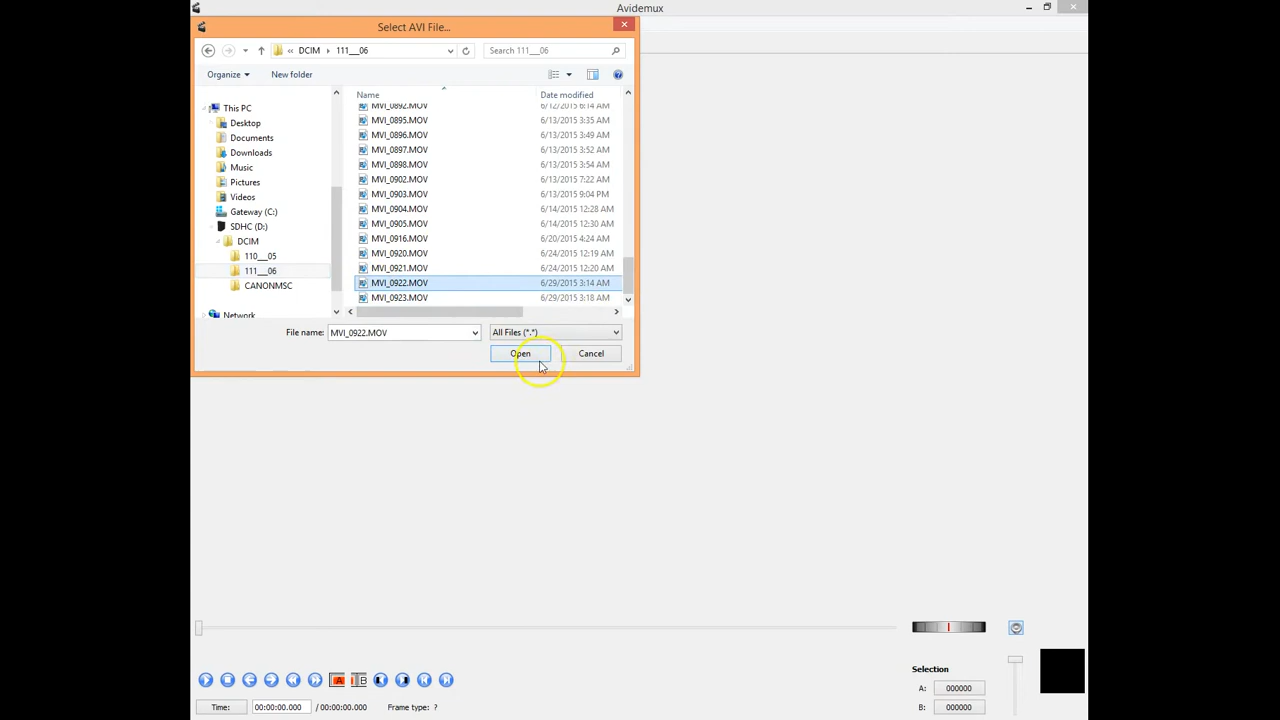 Avidemux
Select AVI File...
« DCIM › 111___06
Search 111___06
Organize
New folder
Name
Date modified
This PC
Desktop
Documents
Downloads
Music
Pictures
Videos
Gateway (C:)
SDHC (D:)
DCIM
110___05
111___06
CANONMSC
Network
MVI_0892.MOV 6/12/2015 6:14 AM
MVI_0895.MOV 6/13/2015 3:35 AM
MVI_0896.MOV 6/13/2015 3:49 AM
MVI_0897.MOV 6/13/2015 3:52 AM
MVI_0898.MOV 6/13/2015 3:54 AM
MVI_0902.MOV 6/13/2015 7:22 AM
MVI_0903.MOV 6/13/2015 9:04 PM
MVI_0904.MOV 6/14/2015 12:28 AM
MVI_0905.MOV 6/14/2015 12:30 AM
MVI_0916.MOV 6/20/2015 4:24 AM
MVI_0920.MOV 6/24/2015 12:19 AM
MVI_0921.MOV 6/24/2015 12:20 AM
MVI_0922.MOV 6/29/2015 3:14 AM
MVI_0923.MOV 6/29/2015 3:18 AM
File name: MVI_0922.MOV
All Files (*.*)
Open
Cancel
A B
Selection
A: 000000
B: 000000
Time: 00:00:00.000 / 00:00:00.000 Frame type: ?